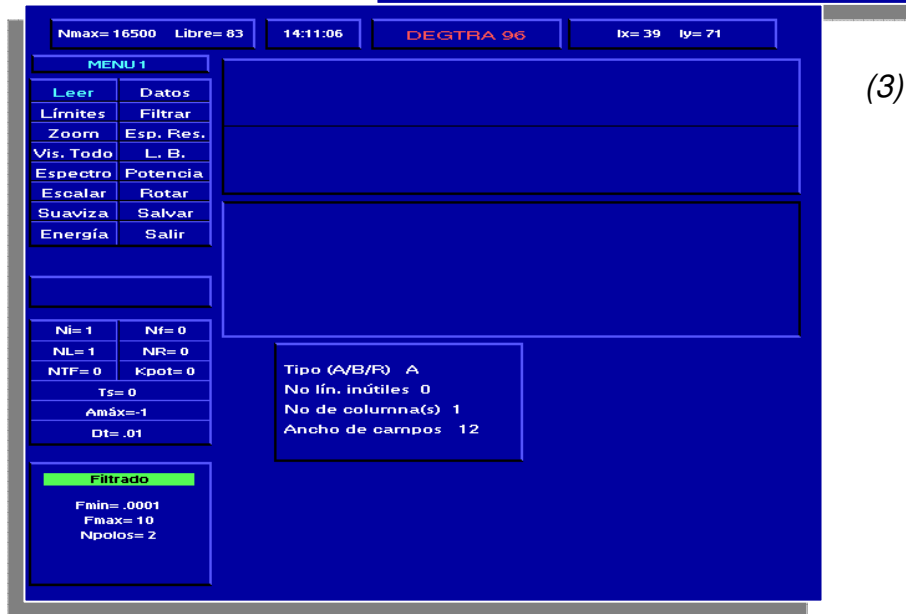 Nmax= 16500 Libre= 83 14:11:06 DEGTRA 96 Ix= 39 Iy= 71
MENU 1
(3)
Leer Datos
Límites Filtrar
Zoom Esp. Res.
Vis. Todo L. B.
Espectro Potencia
Escalar Rotar
Suaviza Salvar
Energía Salir
Ni= 1 Nf= 0
NL= 1 NR= 0
NTF= 0 Kpot= 0
Ts= 0
Amáx=-1
Dt= .01
Tipo (A/B/R) A
No lín. inútiles 0
No de columna(s) 1
Ancho de campos 12
Filtrado
Fmin= .0001
Fmax= 10
Npolos= 2